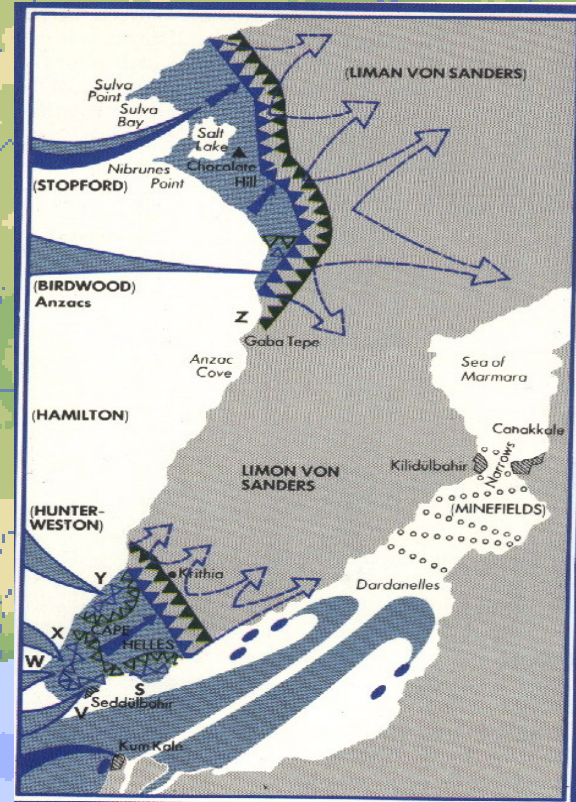 (LIMAN VON SANDERS)
Sulva
Point
Sulva
Bay
Salt
Lake
Nibrunes
Point
Chocolate
Hill
(STOPFORD)
(BIRDWOOD)
Anzacs
Z
Gaba Tepe
Anzac
Cove
Sea of
Marmara
(HAMILTON)
Canakkale
Narrows
Kilidülbahir
LIMON VON
SANDERS
(MINEFIELDS)
(HUNTER-
WESTON)
Krithia
Dardanelles
Y
X
CAPE
HELLES
W
S
V
Seddülbahir
Kum Kale